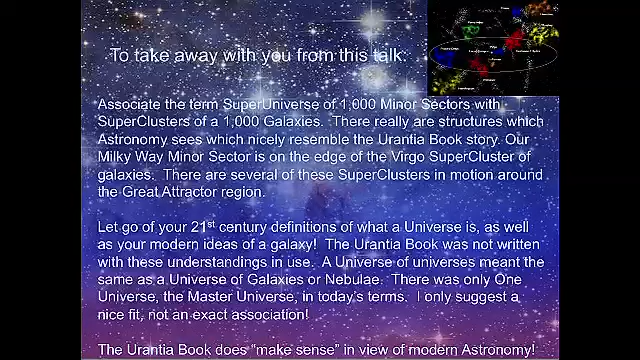 To take away with you from this talk:
Associate the term SuperUniverse of 1,000 Minor Sectors with
SuperClusters of a 1,000 Galaxies. There really are structures which
Astronomy sees which nicely resemble the Urantia Book story. Our
Milky Way Minor Sector is on the edge of the Virgo SuperCluster of
galaxies. There are several of these SuperClusters in motion around
the Great Attractor region.
Let go of your 21st century definitions of what a Universe is, as well
as your modern ideas of a galaxy! The Urantia Book was not written
with these understandings in use. A Universe of universes meant the
same as a Universe of Galaxies or Nebulae. There was only One
Universe, the Master Universe, in today's terms. I only suggest a
nice fit, not an exact association!
The Urantia Book does “make sense” in view of modern Astronomy!